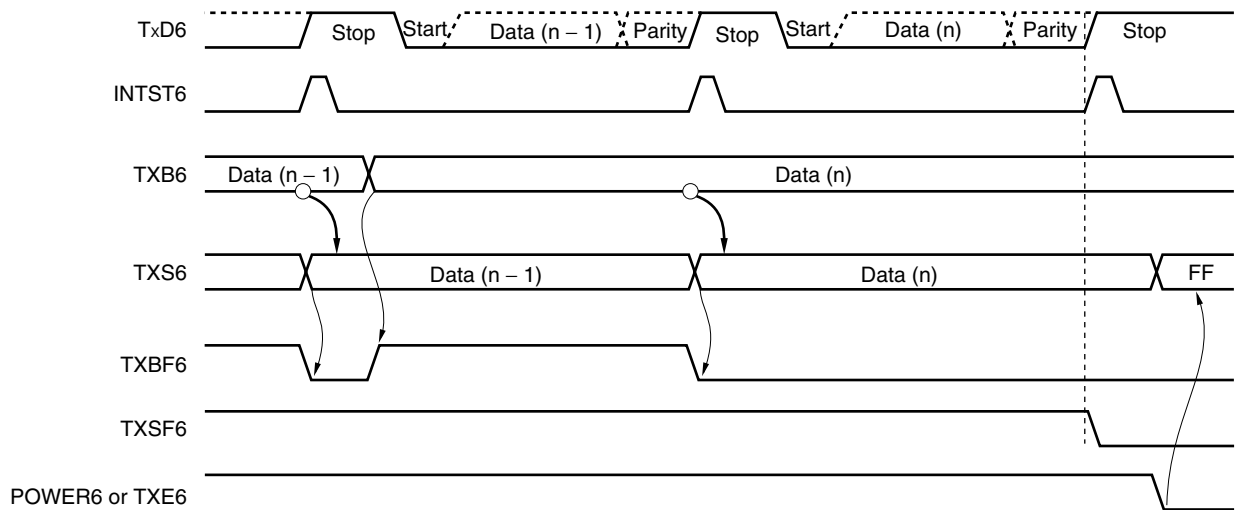 TxD6 Stop Start Data (n – 1) Parity Stop Start Data (n) Parity Stop
INTST6
TXB6 Data (n – 1) Data (n)
TXS6 Data (n – 1) Data (n) FF
TXBF6
TXSF6
POWER6 or TXE6